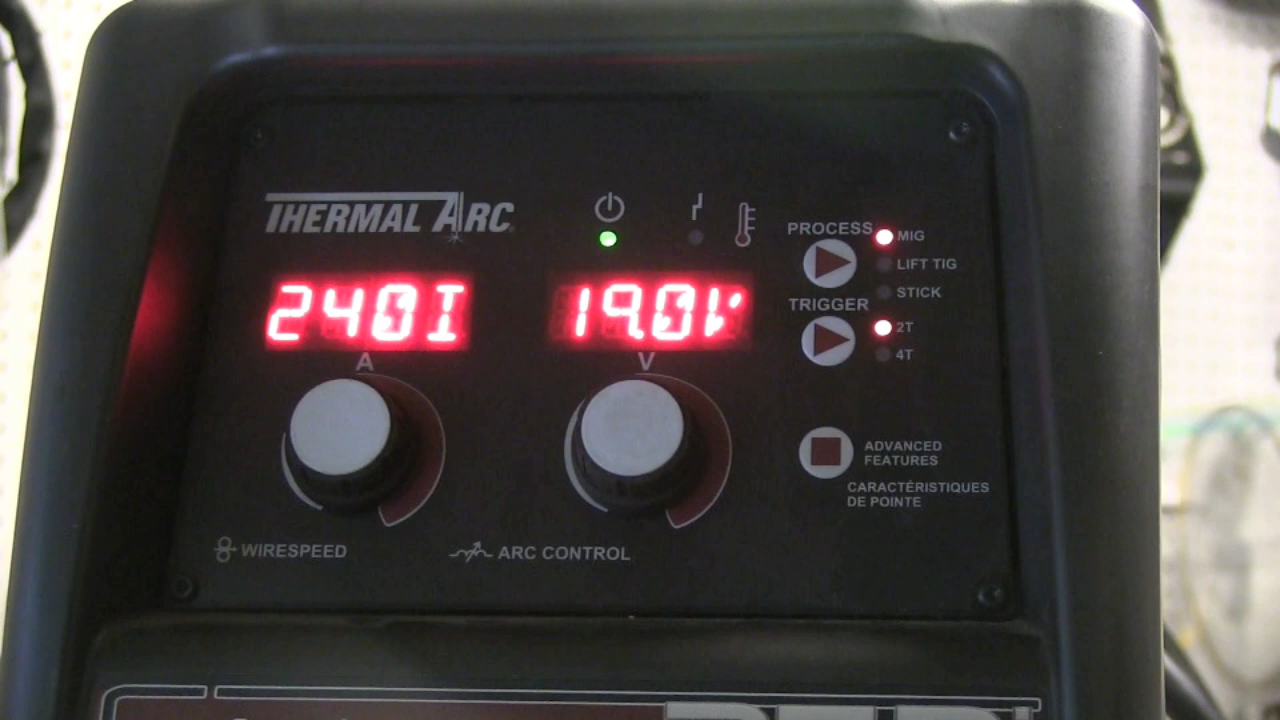 THERMAL ARC
PROCESS
MIG
LIFT TIG
STICK
240I
19.0V
TRIGGER
2T
4T
A
V
ADVANCED
FEATURES
CARACTÉRISTIQUES
DE POINTE
WIRESPEED
ARC CONTROL